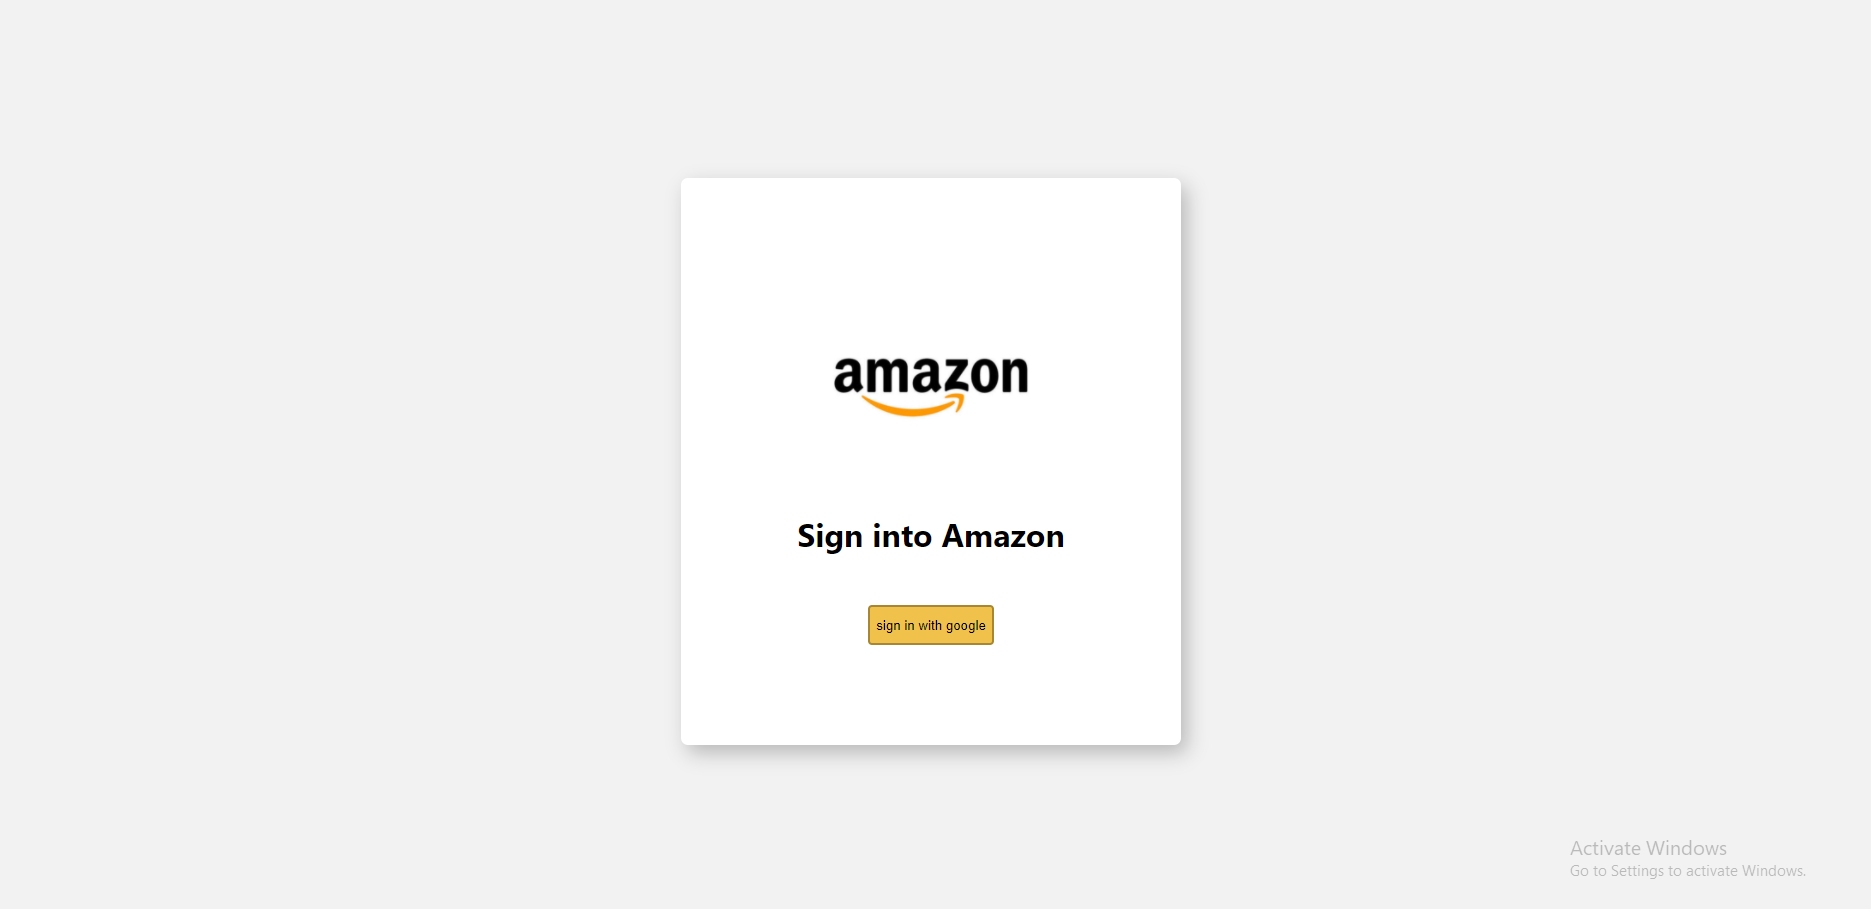 amazon
Sign into Amazon
sign in with google
Activate Windows
Go to Settings to activate Windows.